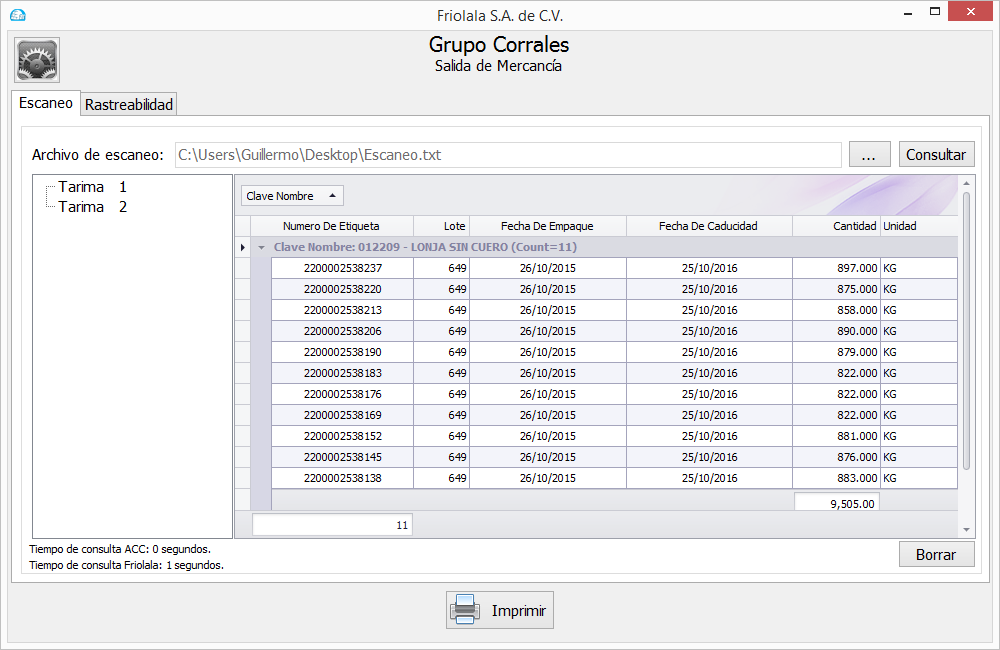 Friolala S.A. de C.V.
Grupo Corrales
Salida de Mercancía
Escaneo Rastreabilidad
Archivo de escaneo: C:\Users\Guillermo\Desktop\Escaneo.txt ... Consultar
Tarima 1
Tarima 2
Clave Nombre
Numero De Etiqueta Lote Fecha De Empaque Fecha De Caducidad Cantidad Unidad
Clave Nombre: 012209 - LONJA SIN CUERO (Count=11)
2200002538237 649 26/10/2015 25/10/2016 897.000 KG
2200002538220 649 26/10/2015 25/10/2016 875.000 KG
2200002538213 649 26/10/2015 25/10/2016 858.000 KG
2200002538206 649 26/10/2015 25/10/2016 890.000 KG
2200002538190 649 26/10/2015 25/10/2016 879.000 KG
2200002538183 649 26/10/2015 25/10/2016 822.000 KG
2200002538176 649 26/10/2015 25/10/2016 822.000 KG
2200002538169 649 26/10/2015 25/10/2016 822.000 KG
2200002538152 649 26/10/2015 25/10/2016 881.000 KG
2200002538145 649 26/10/2015 25/10/2016 876.000 KG
2200002538138 649 26/10/2015 25/10/2016 883.000 KG
9,505.00
11
Tiempo de consulta ACC: 0 segundos.
Tiempo de consulta Friolala: 1 segundos.
Borrar
Imprimir